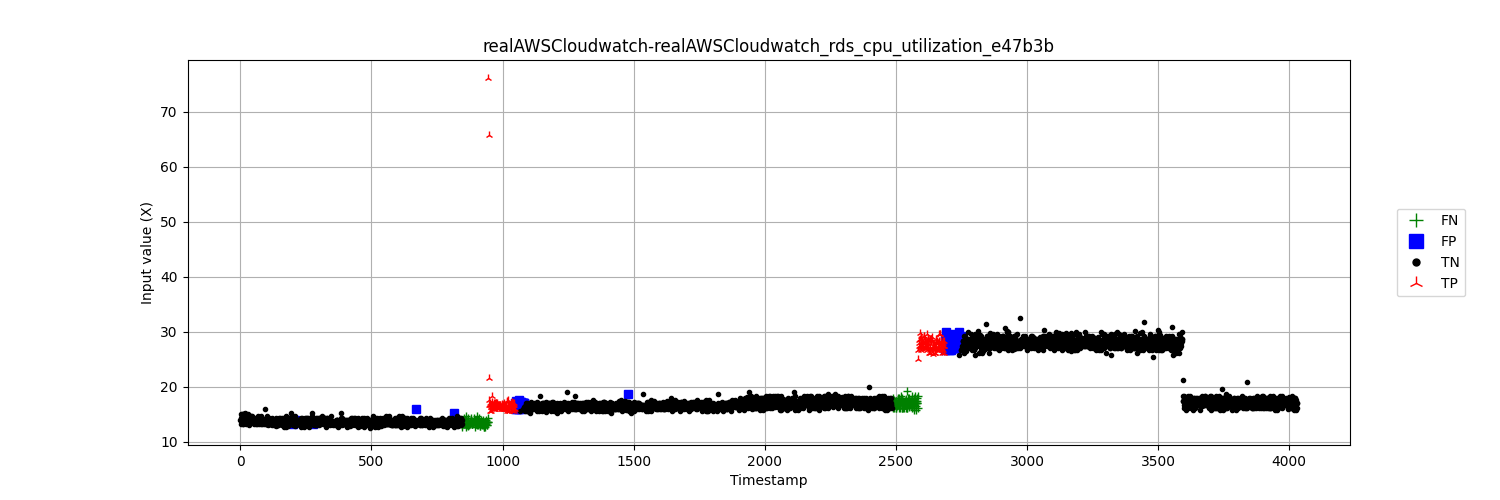 realAWSCloudwatch-realAWSCloudwatch_rds_cpu_utilization_e47b3b
Input value (X)
70
60
50
40
30
20
10
0 500 1000 1500 2000 2500 3000 3500 4000
Timestamp
FN
FP
TN
TP